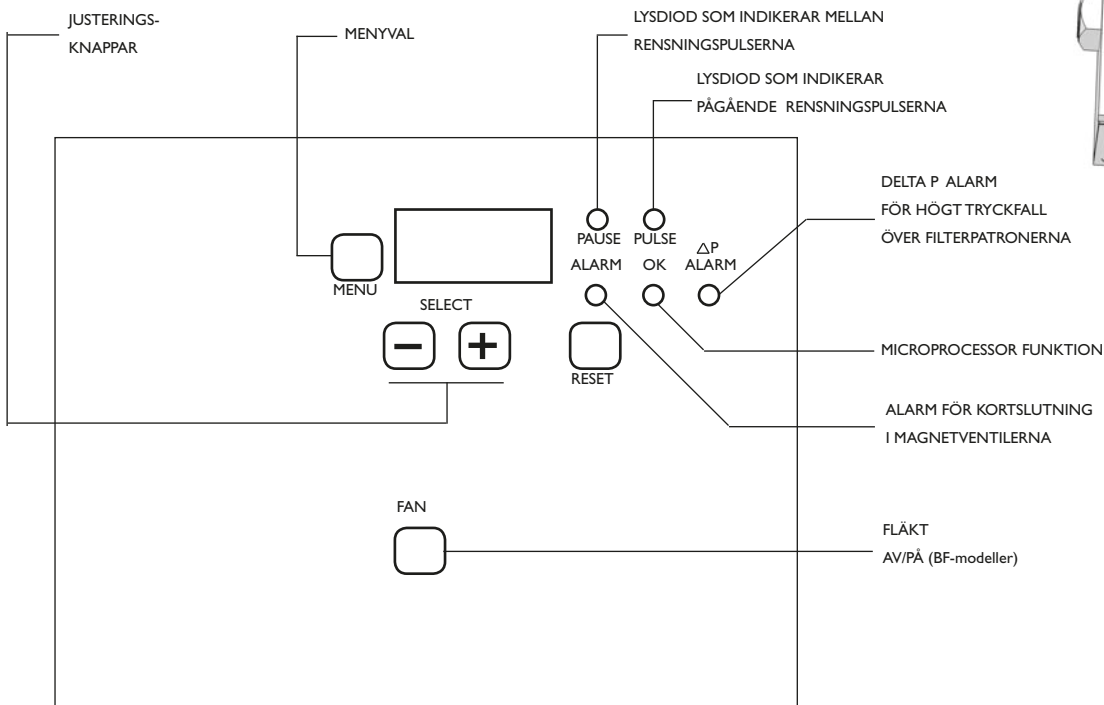 JUSTERINGS-
KNAPPAR
MENYVAL
LYSDIOD SOM INDIKERAR MELLAN
RENSNINGSPULSERNA
LYSDIOD SOM INDIKERAR
PÅGÅENDE RENSNINGSPULSERNA
DELTA P ALARM
FÖR HÖGT TRYCKFALL
ÖVER FILTERPATRONERNA
PAUSE PULSE △P
ALARM OK ALARM
MENU
SELECT
− +
RESET
MICROPROCESSOR FUNKTION
ALARM FÖR KORTSLUTNING
I MAGNETVENTILERNA
FAN
FLÄKT
AV/PÅ (BF-modeller)